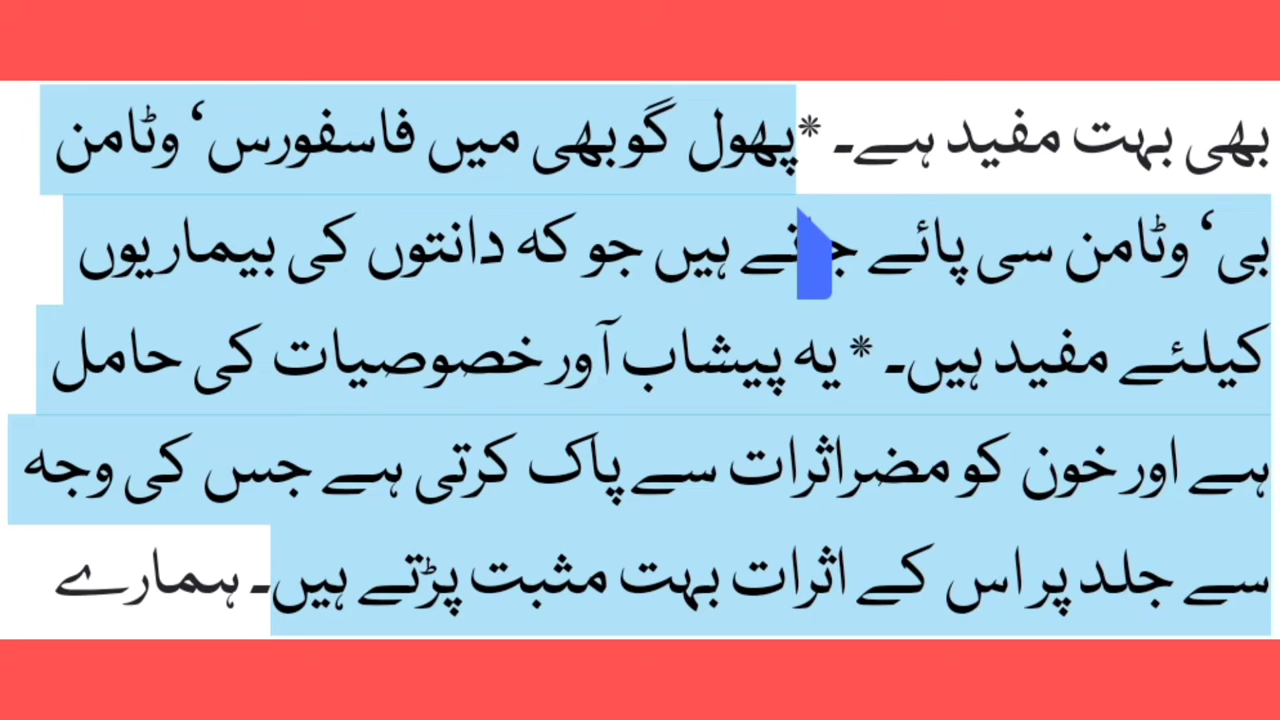 بھی بہت مفید ہے۔ *پھول گوبھی میں فاسفورس‘ وٹامن
بی‘ وٹامن سی پائے جاتے ہیں جو کہ دانتوں کی بیماریوں
کیلئے مفید ہیں۔ * یہ پیشاب آور خصوصیات کی حامل
ہے اور خون کو مضراثرات سے پاک کرتی ہے جس کی وجہ
سے جلد پر اس کے اثرات بہت مثبت پڑتے ہیں۔ ہمارے